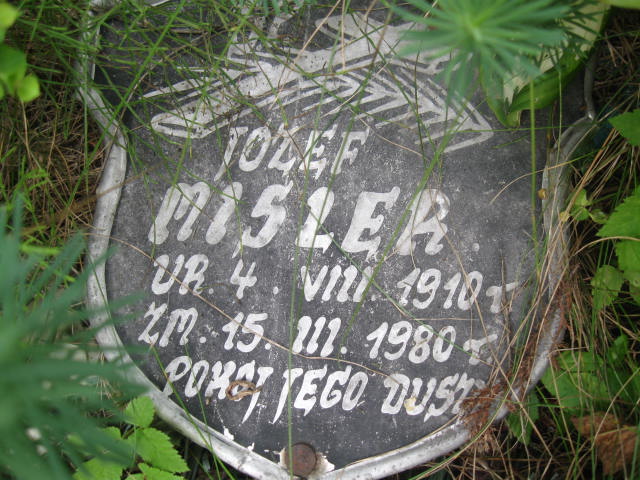 JÓZEF
MISLER.
UR. 4. VIII. 1910 r
ZM. 15. III. 1980 r.
POKÓJ JEGO DUSZY